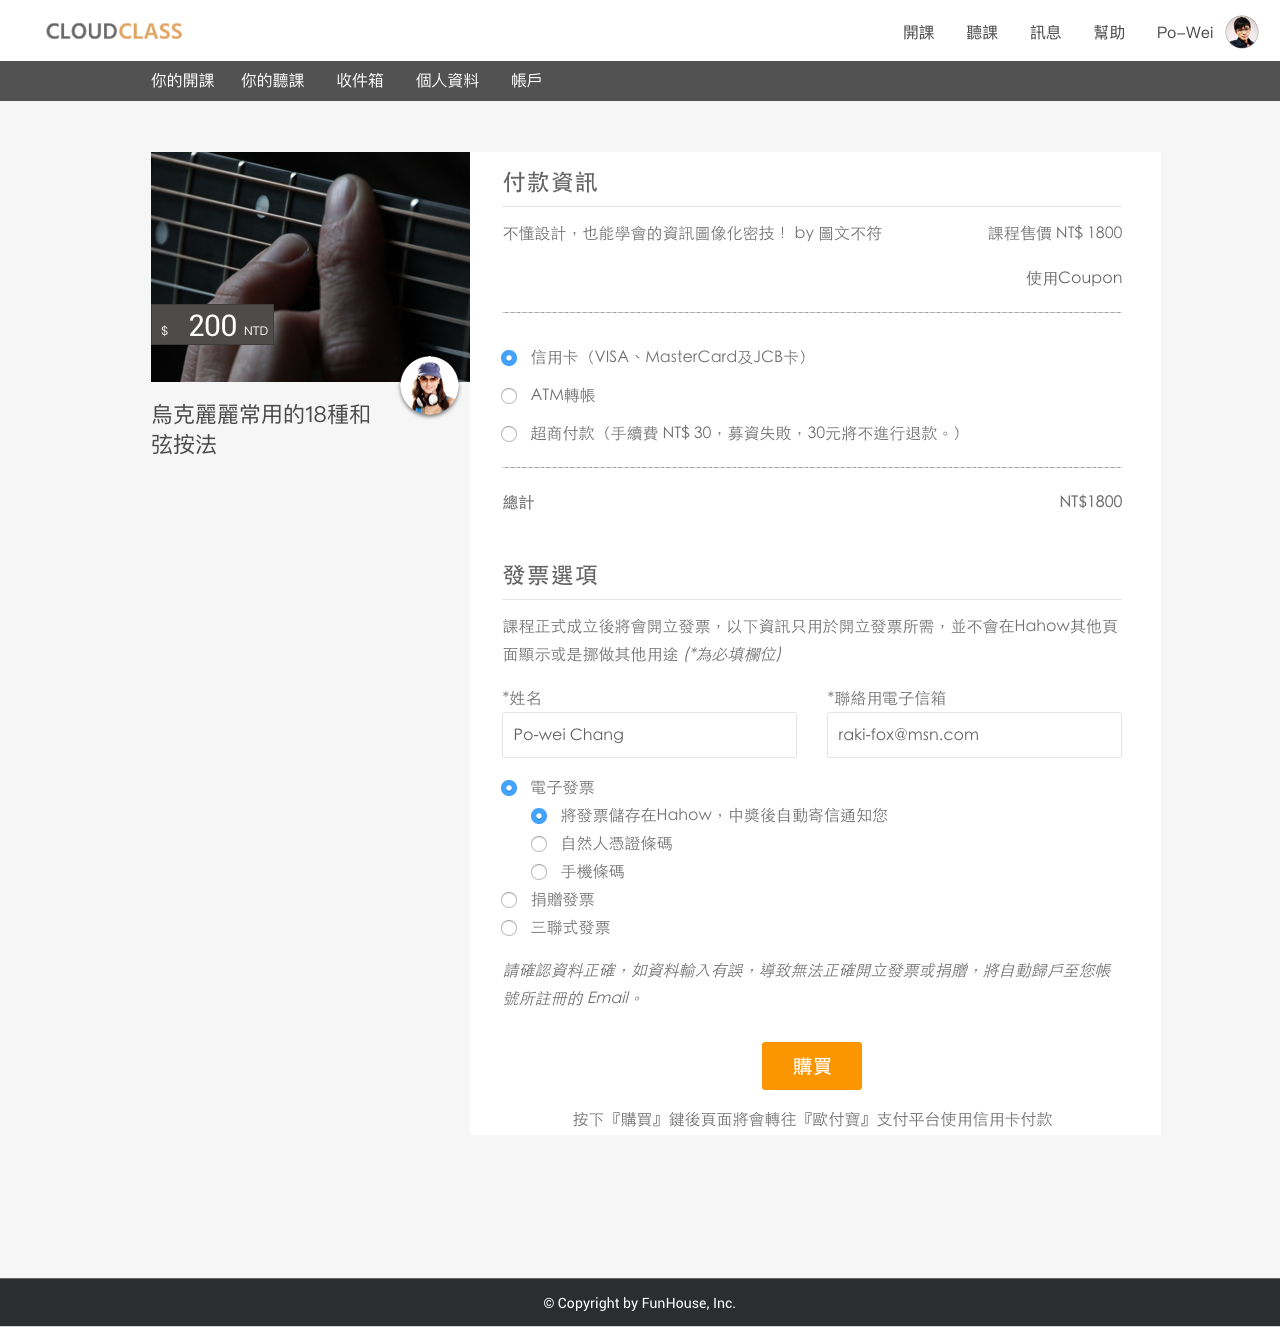 CLOUDCLASS
開課 聽課 訊息 幫助 Po-Wei
你的開課 你的聽課 收件箱 個人資料 帳戶
付款資訊
不懂設計，也能學會的資訊圖像化密技！ by 圖文不符 課程售價 NT$ 1800
使用Coupon
$ 200 NTD
信用卡（VISA、MasterCard及JCB卡）
ATM轉帳
烏克麗麗常用的18種和
弦按法
超商付款（手續費 NT$ 30，募資失敗，30元將不進行退款。）
總計 NT$1800
發票選項
課程正式成立後將會開立發票，以下資訊只用於開立發票所需，並不會在Hahow其他頁
面顯示或是挪做其他用途 (*為必填欄位)
*姓名 *聯絡用電子信箱
Po-wei Chang raki-fox@msn.com
電子發票
將發票儲存在Hahow，中獎後自動寄信通知您
自然人憑證條碼
手機條碼
捐贈發票
三聯式發票
請確認資料正確，如資料輸入有誤，導致無法正確開立發票或捐贈，將自動歸戶至您帳
號所註冊的 Email。
購買
按下『購買』鍵後頁面將會轉往『歐付寶』支付平台使用信用卡付款
© Copyright by FunHouse, Inc.